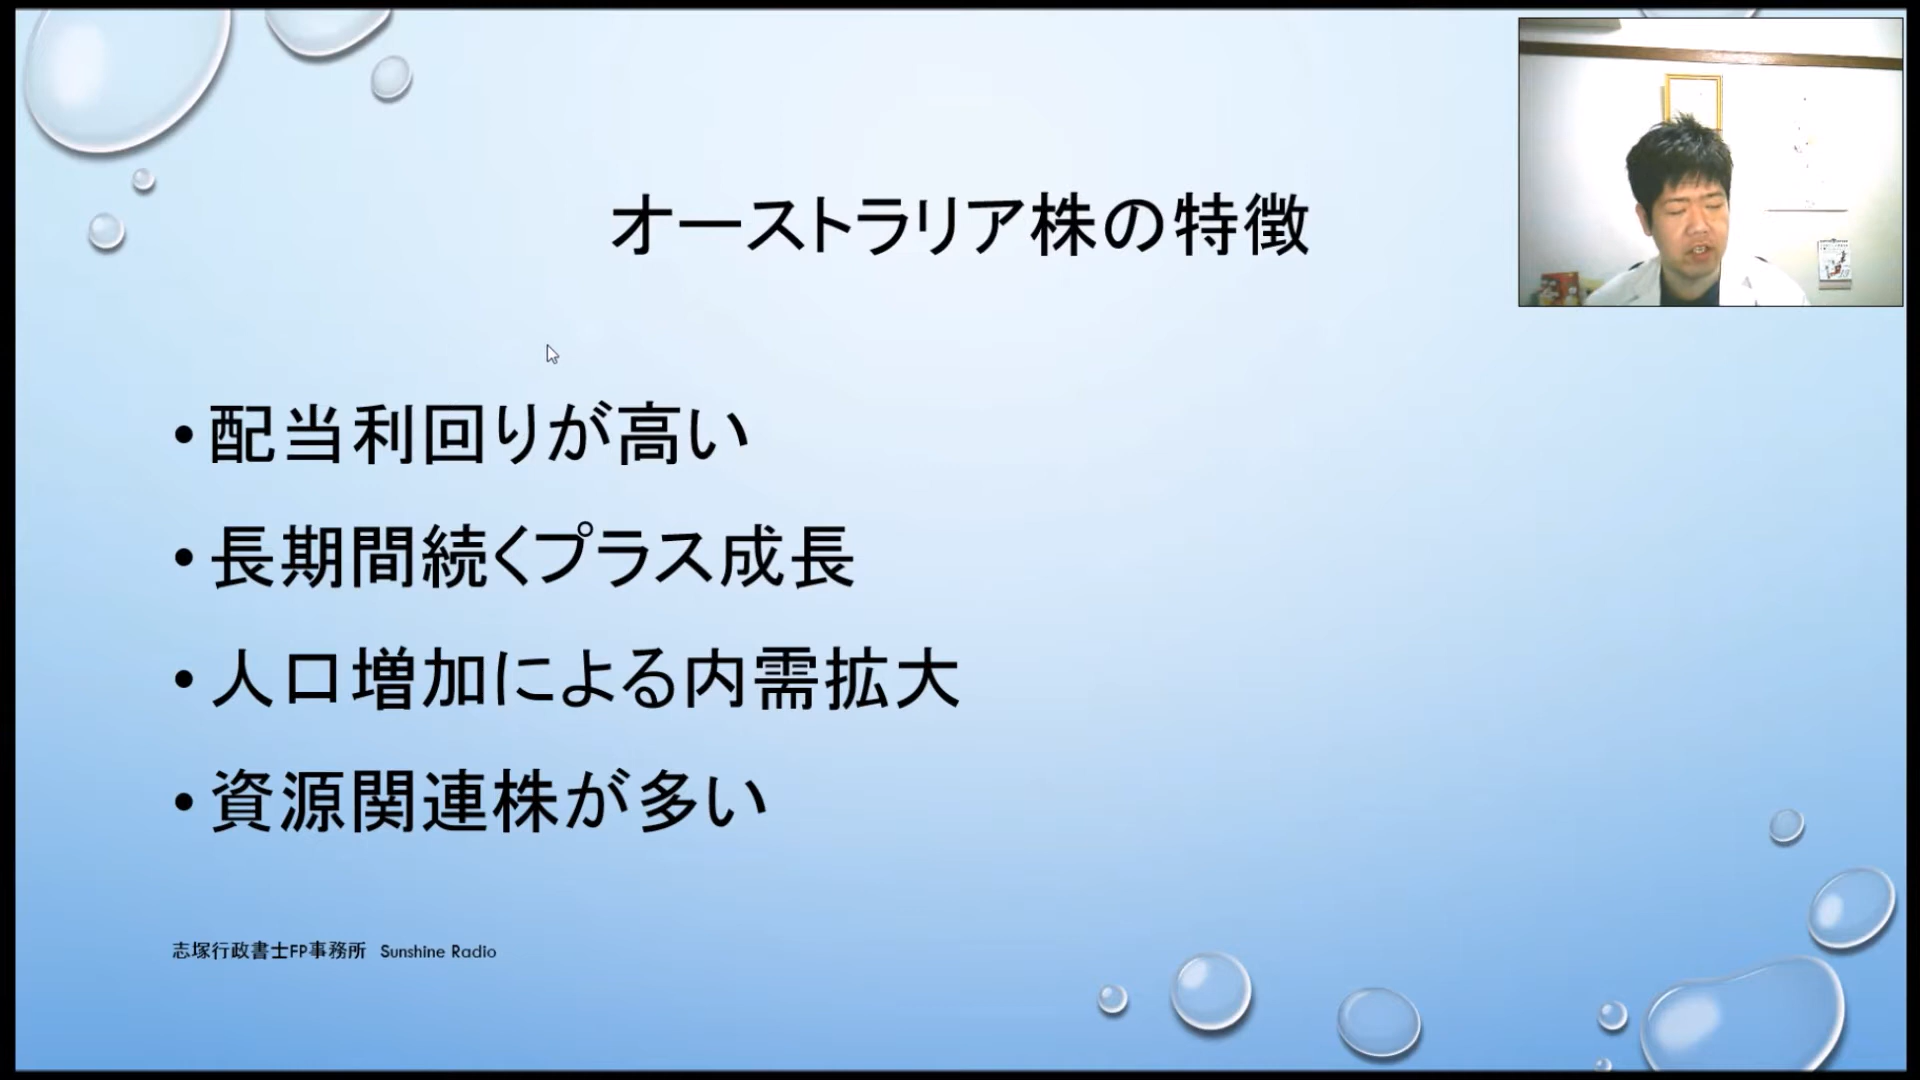 オーストラリア株の特徴
• 配当利回りが高い
• 長期間続くプラス成長
• 人口増加による内需拡大
• 資源関連株が多い
志塚行政書士FP事務所 Sunshine Radio